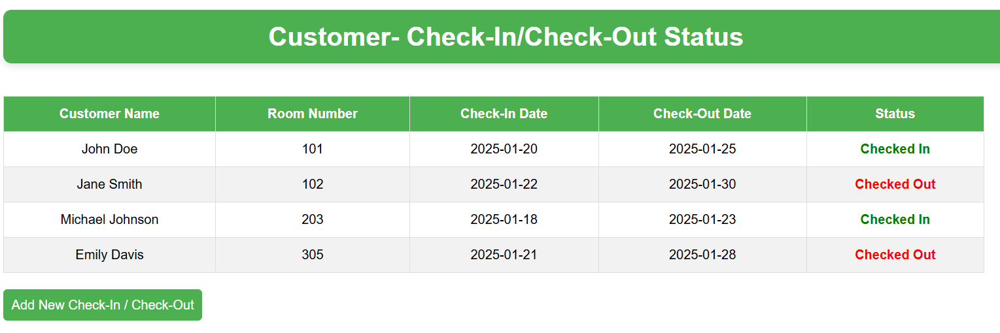 Customer- Check-In/Check-Out Status
Customer Name Room Number Check-In Date Check-Out Date Status
John Doe 101 2025-01-20 2025-01-25 Checked In
Jane Smith 102 2025-01-22 2025-01-30 Checked Out
Michael Johnson 203 2025-01-18 2025-01-23 Checked In
Emily Davis 305 2025-01-21 2025-01-28 Checked Out
Add New Check-In / Check-Out